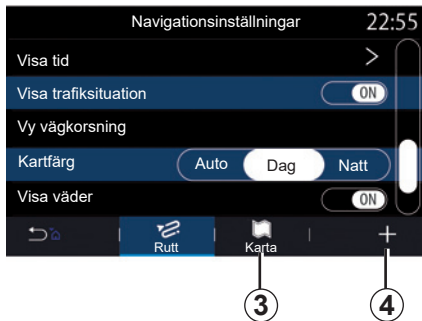 Navigationsinställningar 22:55
Visa tid >
Visa trafiksituation ON
Vy vägkorsning
Kartfärg Auto Dag Natt
Visa väder ON
Rutt Karta +
3 4